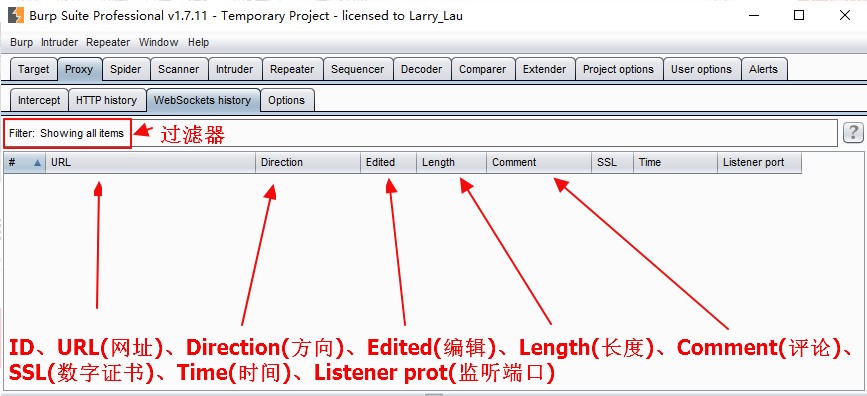 Burp Suite Professional v1.7.11 - Temporary Project - licensed to Larry_Lau
Burp Intruder Repeater Window Help
Target Proxy Spider Scanner Intruder Repeater Sequencer Decoder Comparer Extender Project options User options Alerts
Intercept HTTP history WebSockets history Options
Filter: Showing all items 过滤器 ?
# URL Direction Edited Length Comment SSL Time Listener port
ID、URL(网址)、Direction(方向)、Edited(编辑)、Length(长度)、Comment(评论)、
SSL(数字证书)、Time(时间)、Listener prot(监听端口)